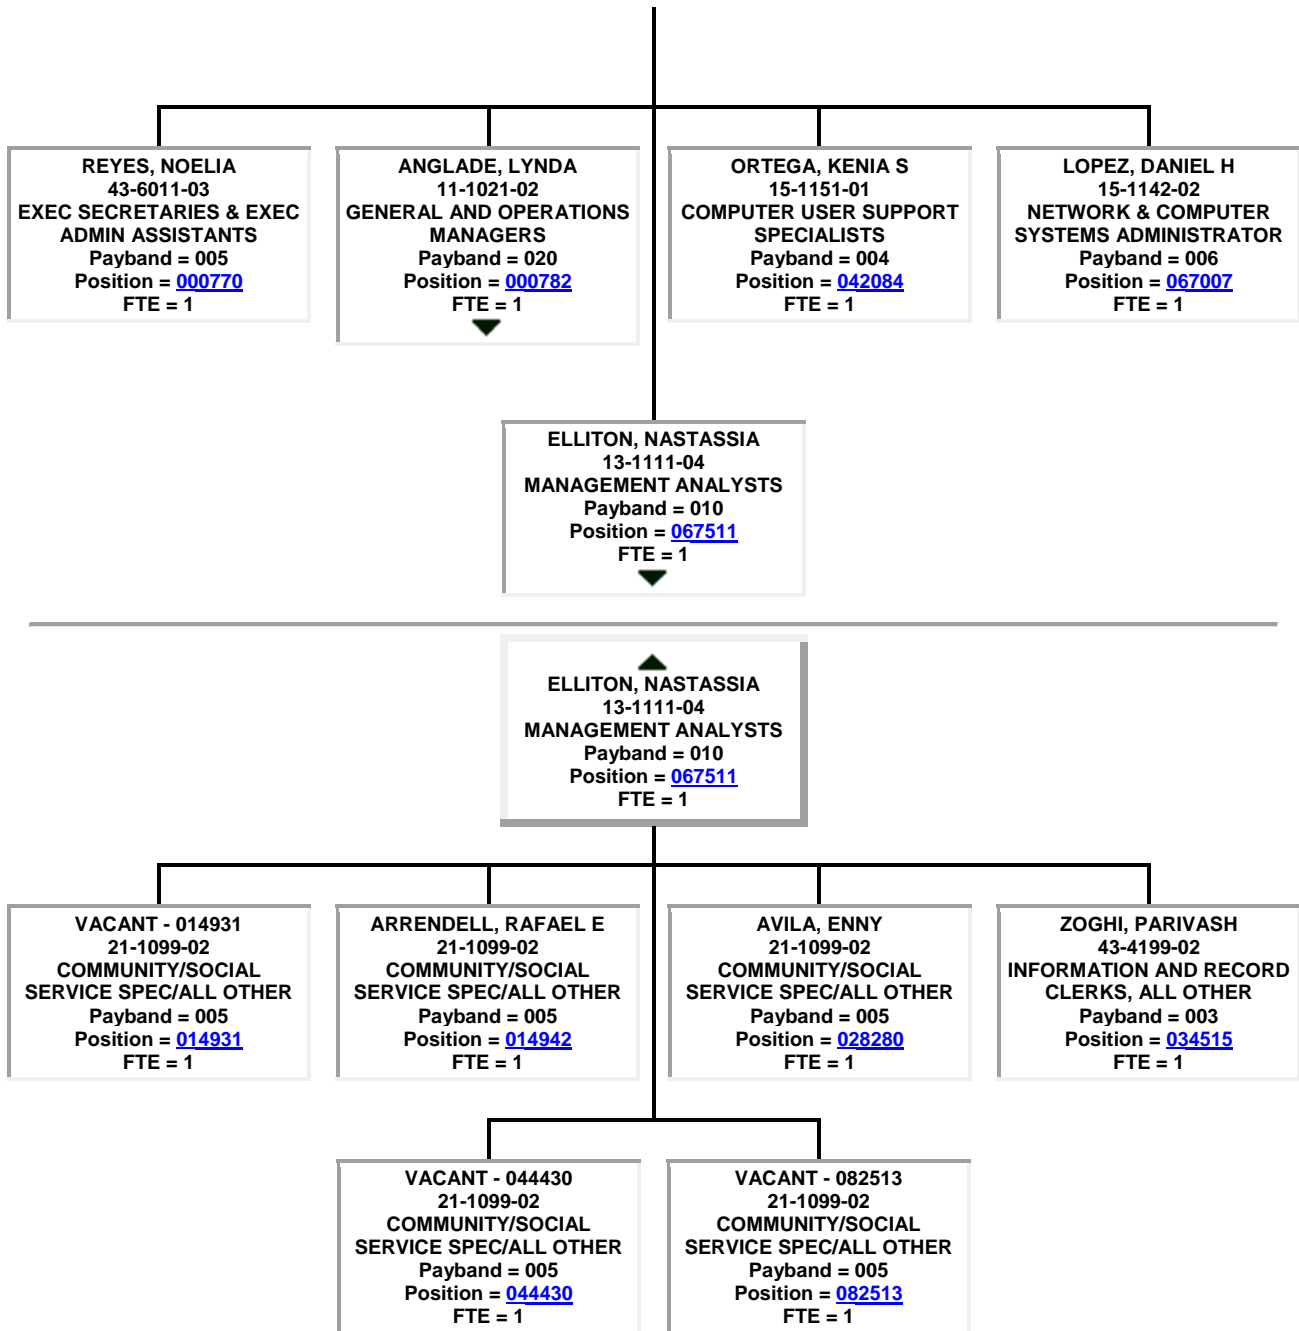 REYES, NOELIA
43-6011-03
EXEC SECRETARIES & EXEC
ADMIN ASSISTANTS
Payband = 005
Position = 000770
FTE = 1
ANGLADE, LYNDA
11-1021-02
GENERAL AND OPERATIONS
MANAGERS
Payband = 020
Position = 000782
FTE = 1
ORTEGA, KENIA S
15-1151-01
COMPUTER USER SUPPORT
SPECIALISTS
Payband = 004
Position = 042084
FTE = 1
LOPEZ, DANIEL H
15-1142-02
NETWORK & COMPUTER
SYSTEMS ADMINISTRATOR
Payband = 006
Position = 067007
FTE = 1
ELLITON, NASTASSIA
13-1111-04
MANAGEMENT ANALYSTS
Payband = 010
Position = 067511
FTE = 1
ELLITON, NASTASSIA
13-1111-04
MANAGEMENT ANALYSTS
Payband = 010
Position = 067511
FTE = 1
VACANT - 014931
21-1099-02
COMMUNITY/SOCIAL
SERVICE SPEC/ALL OTHER
Payband = 005
Position = 014931
FTE = 1
ARRENDELL, RAFAEL E
21-1099-02
COMMUNITY/SOCIAL
SERVICE SPEC/ALL OTHER
Payband = 005
Position = 014942
FTE = 1
AVILA, ENNY
21-1099-02
COMMUNITY/SOCIAL
SERVICE SPEC/ALL OTHER
Payband = 005
Position = 028280
FTE = 1
ZOGHI, PARIVASH
43-4199-02
INFORMATION AND RECORD
CLERKS, ALL OTHER
Payband = 003
Position = 034515
FTE = 1
VACANT - 044430
21-1099-02
COMMUNITY/SOCIAL
SERVICE SPEC/ALL OTHER
Payband = 005
Position = 044430
FTE = 1
VACANT - 082513
21-1099-02
COMMUNITY/SOCIAL
SERVICE SPEC/ALL OTHER
Payband = 005
Position = 082513
FTE = 1